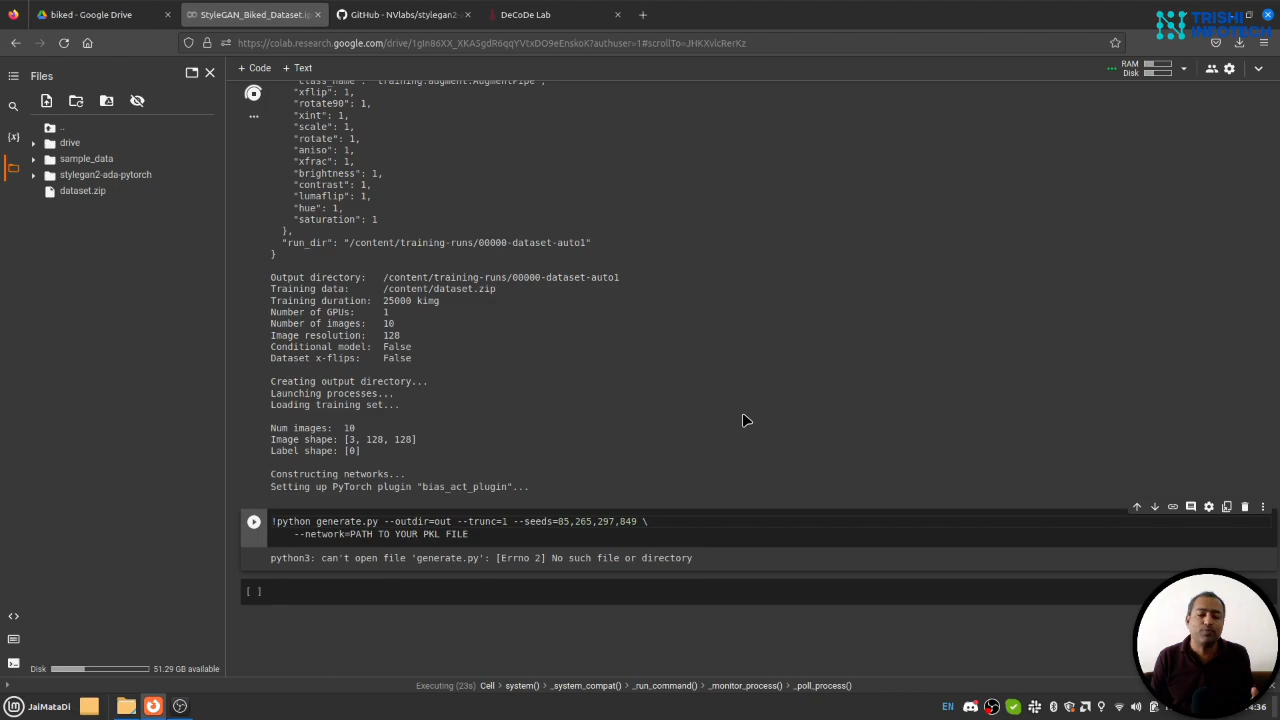 biked - Google Drive
StyleGAN_Biked_Dataset.ip
GitHub - NVlabs/stylegan2-
DeCoDe Lab
https://colab.research.google.com/drive/1gIn86XX_XKASgdR6qqYVtxDO9eEnskoK?authuser=1#scrollTo=JHKXvlcRerKz
TRISHI
INFOTECH
Files
+ Code
+ Text
RAM
Disk
..
drive
sample_data
stylegan2-ada-pytorch
dataset.zip
"class_name": "training.augment.AugmentPipe",
"xflip": 1,
"rotate90": 1,
"xint": 1,
"scale": 1,
"rotate": 1,
"aniso": 1,
"xfrac": 1,
"brightness": 1,
"contrast": 1,
"lumaflip": 1,
"hue": 1,
"saturation": 1
},
"run_dir": "/content/training-runs/00000-dataset-auto1"
}
Output directory: /content/training-runs/00000-dataset-auto1
Training data: /content/dataset.zip
Training duration: 25000 kimg
Number of GPUs: 1
Number of images: 10
Image resolution: 128
Conditional model: False
Dataset x-flips: False
Creating output directory...
Launching processes...
Loading training set...
Num images: 10
Image shape: [3, 128, 128]
Label shape: [0]
Constructing networks...
Setting up PyTorch plugin "bias_act_plugin"...
!python generate.py --outdir=out --trunc=1 --seeds=85,265,297,849 \
--network=PATH TO YOUR PKL FILE
python3: can't open file 'generate.py': [Errno 2] No such file or directory
[ ]
Disk
51.29 GB available
Executing (23s) Cell system() _system_compat() _run_command() _monitor_process() _poll_process()
JaiMataDi
EN
4:36